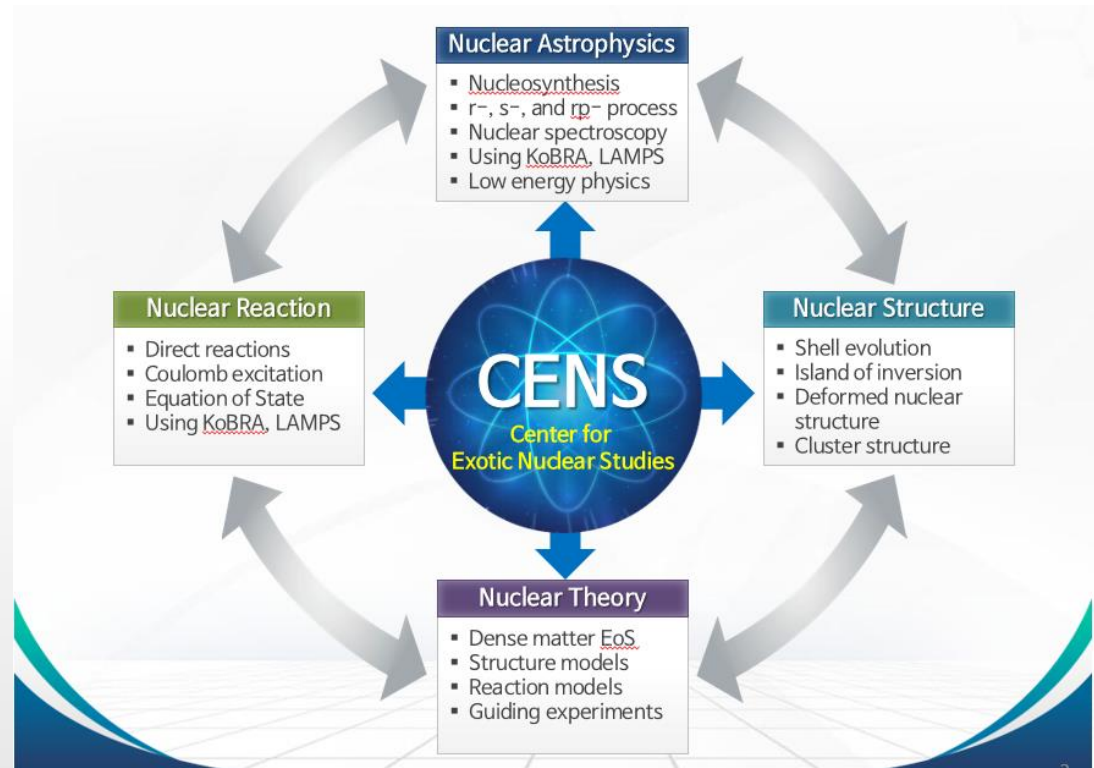 Nuclear Astrophysics
▪ Nucleosynthesis
▪ r-, s-, and rp- process
▪ Nuclear spectroscopy
▪ Using KoBRA, LAMPS
▪ Low energy physics
Nuclear Reaction
▪ Direct reactions
▪ Coulomb excitation
▪ Equation of State
▪ Using KoBRA, LAMPS
CENS
Center for
Exotic Nuclear Studies
Nuclear Structure
▪ Shell evolution
▪ Island of inversion
▪ Deformed nuclear
structure
▪ Cluster structure
Nuclear Theory
▪ Dense matter EoS
▪ Structure models
▪ Reaction models
▪ Guiding experiments